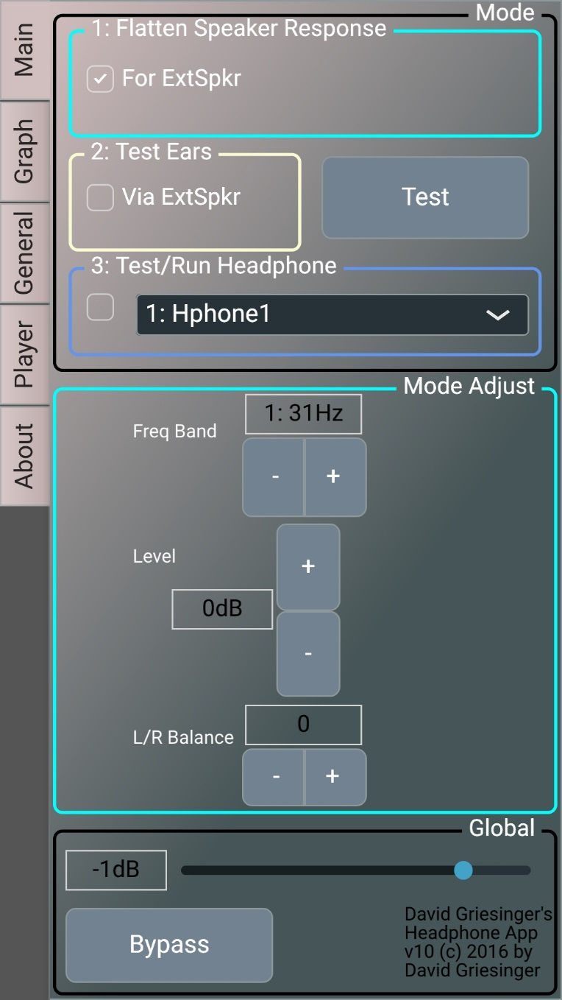 Main
Graph
General
Player
About
Mode
1: Flatten Speaker Response
For ExtSpkr
2: Test Ears
Via ExtSpkr
Test
3: Test/Run Headphone
1: Hphone1
Mode Adjust
1: 31Hz
Freq Band
- +
Level
+
0dB
-
0
L/R Balance
- +
Global
-1dB
Bypass
David Griesinger's
Headphone App
v10 (c) 2016 by
David Griesinger